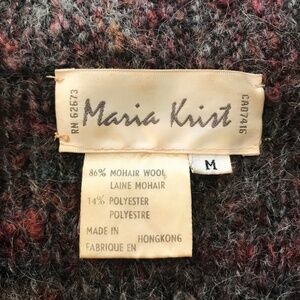 RN 62673
Maria Krist
CA07416
M
86% MOHAIR WOOL
LAINE MOHAIR
14% POLYESTER
POLYESTRE
MADE IN
HONGKONG
FABRIQUE EN